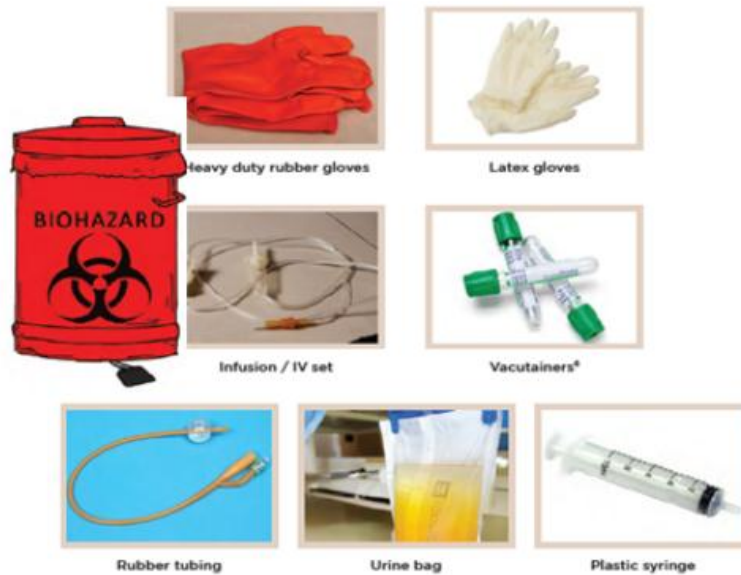 Heavy duty rubber gloves
Latex gloves
BIOHAZARD
Infusion / IV set
Vacutainers®
Rubber tubing
Urine bag
Plastic syringe